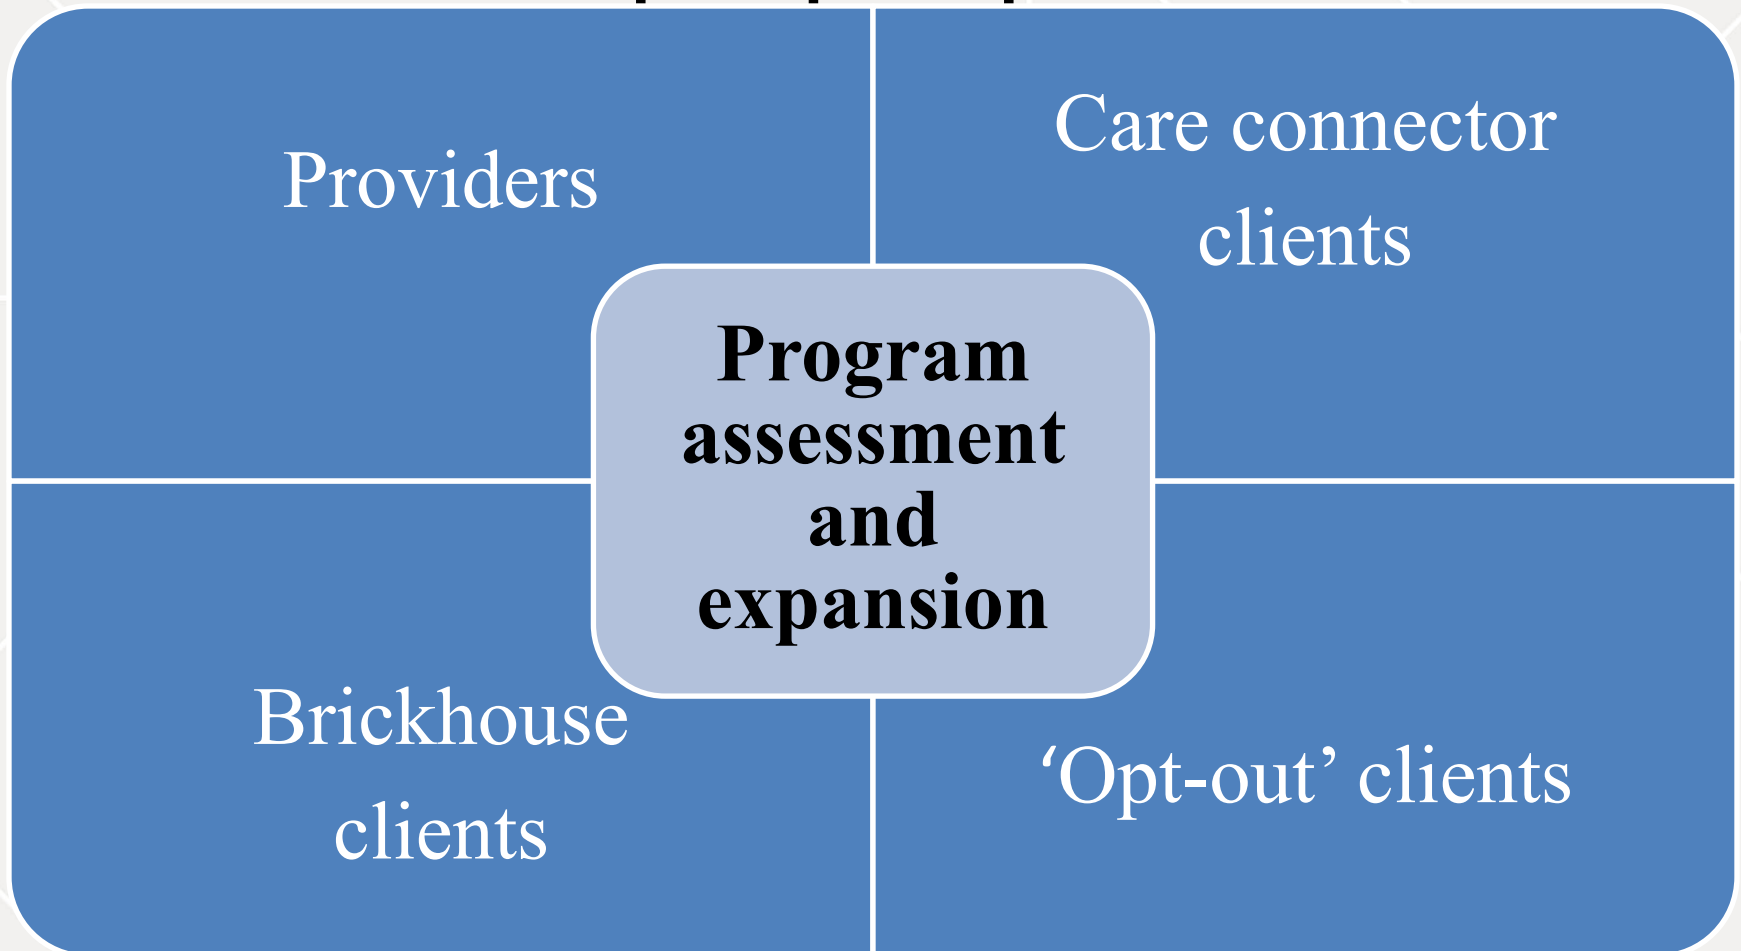 Providers
Care connector
clients
Program
assessment
and
expansion
Brickhouse
clients
‘Opt-out’ clients